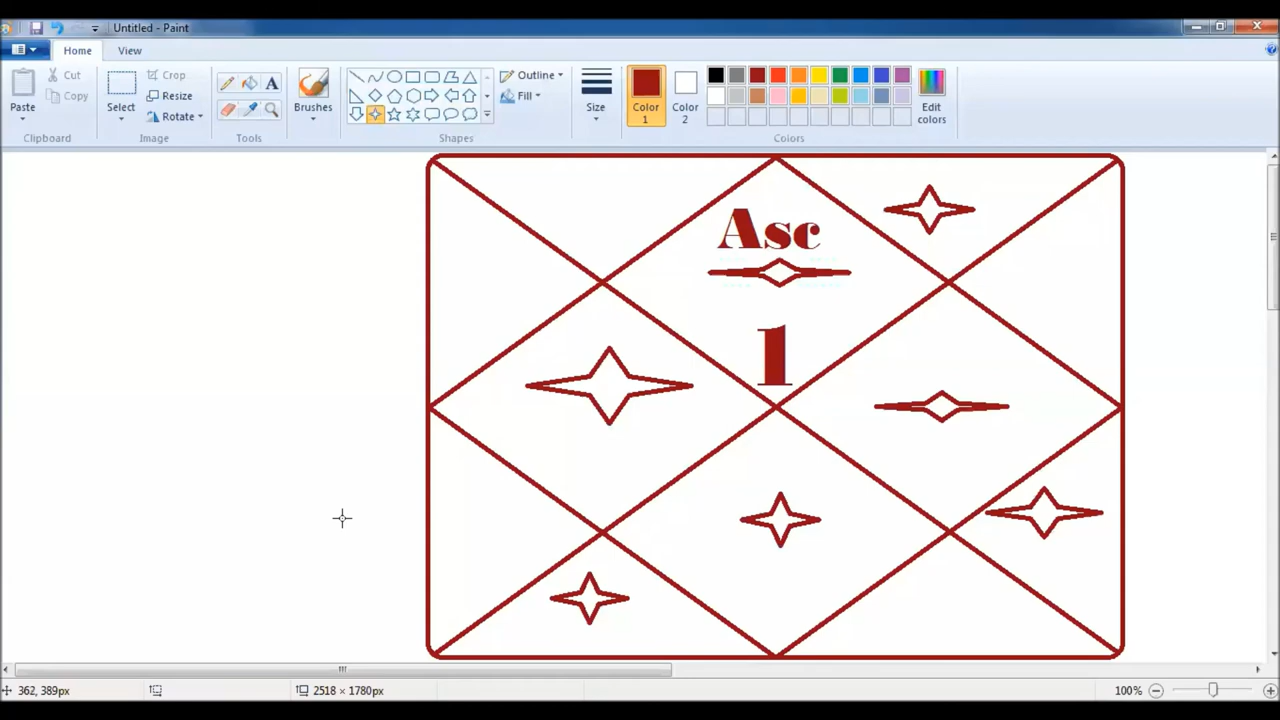 Untitled - Paint
Home View
Paste
Cut
Copy
Clipboard
Select
Crop
Resize
Rotate
Image
Tools
Brushes
Outline
Fill
Shapes
Size
Color 1
Color 2
Edit colors
Colors
Asc
1
362, 389px
2518 × 1780px
100%